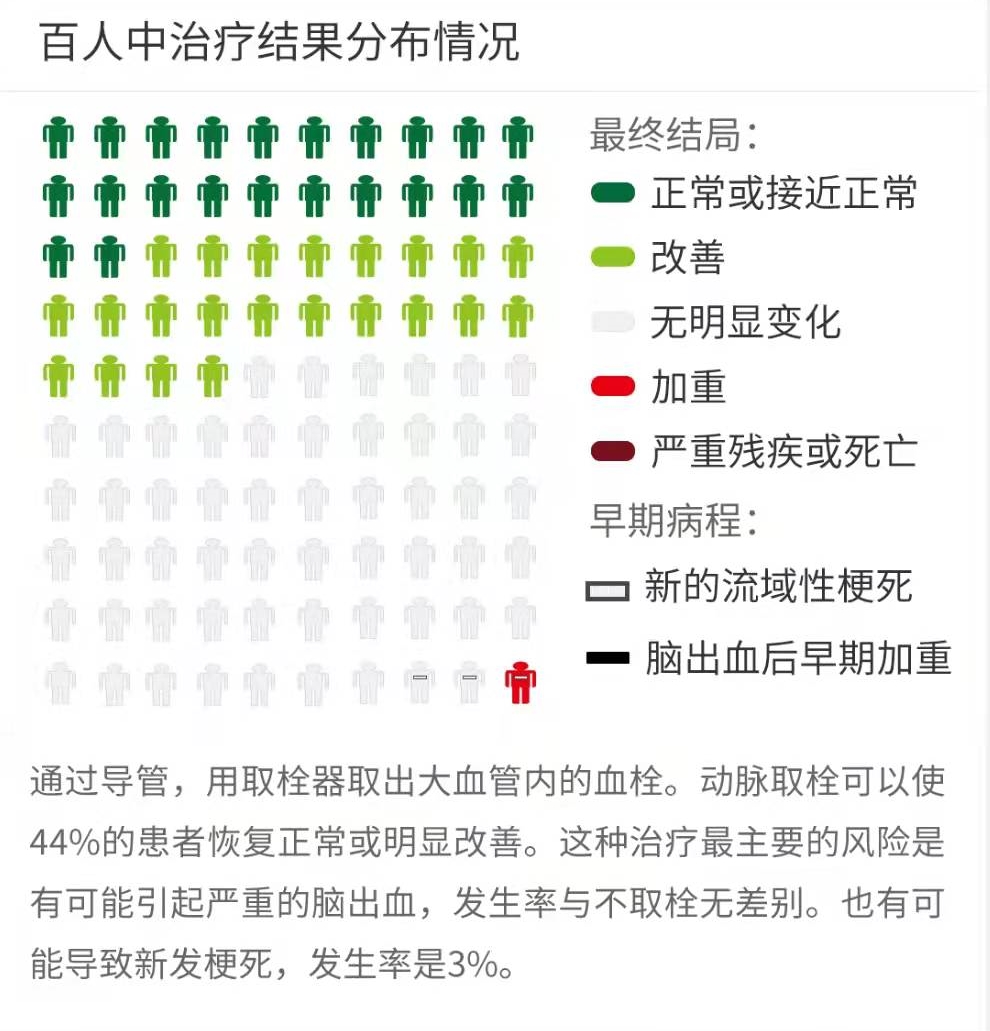 百人中治疗结果分布情况
最终结局：
正常或接近正常
改善
无明显变化
加重
严重残疾或死亡
早期病程：
新的流域性梗死
脑出血后早期加重
通过导管，用取栓器取出大血管内的血栓。动脉取栓可以使
44%的患者恢复正常或明显改善。这种治疗最主要的风险是
有可能引起严重的脑出血，发生率与不取栓无差别。也有可
能导致新发梗死，发生率是3%。